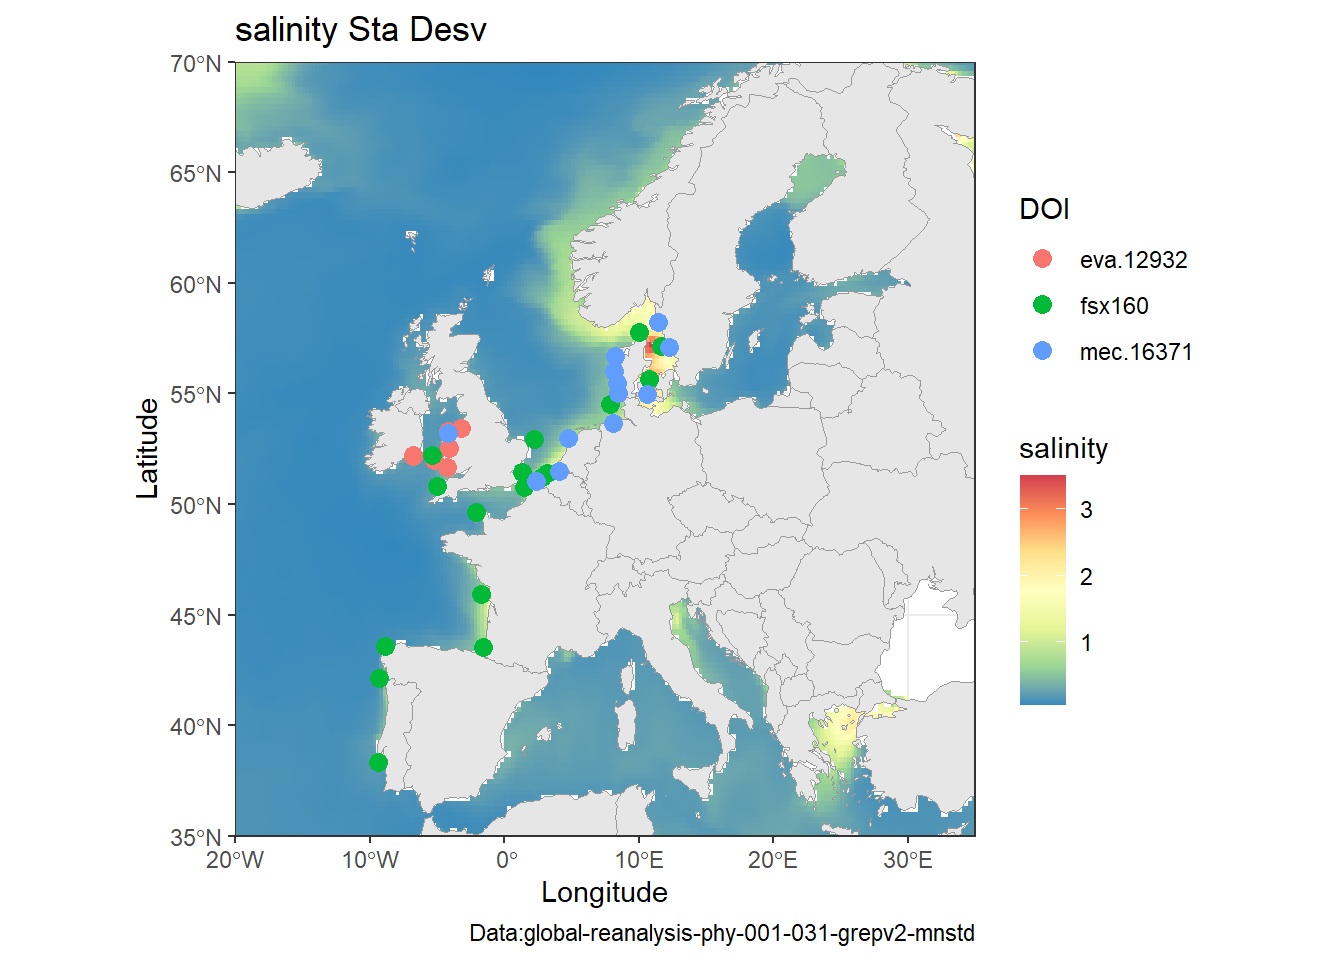 salinity Sta Desv
70°N
65°N
60°N
55°N
50°N
45°N
40°N
35°N
Latitude
20°W
10°W
0°
10°E
20°E
30°E
Longitude
Data:global-reanalysis-phy-001-031-grepv2-mnstd
DOI
eva.12932
fsx160
mec.16371
salinity
3
2
1